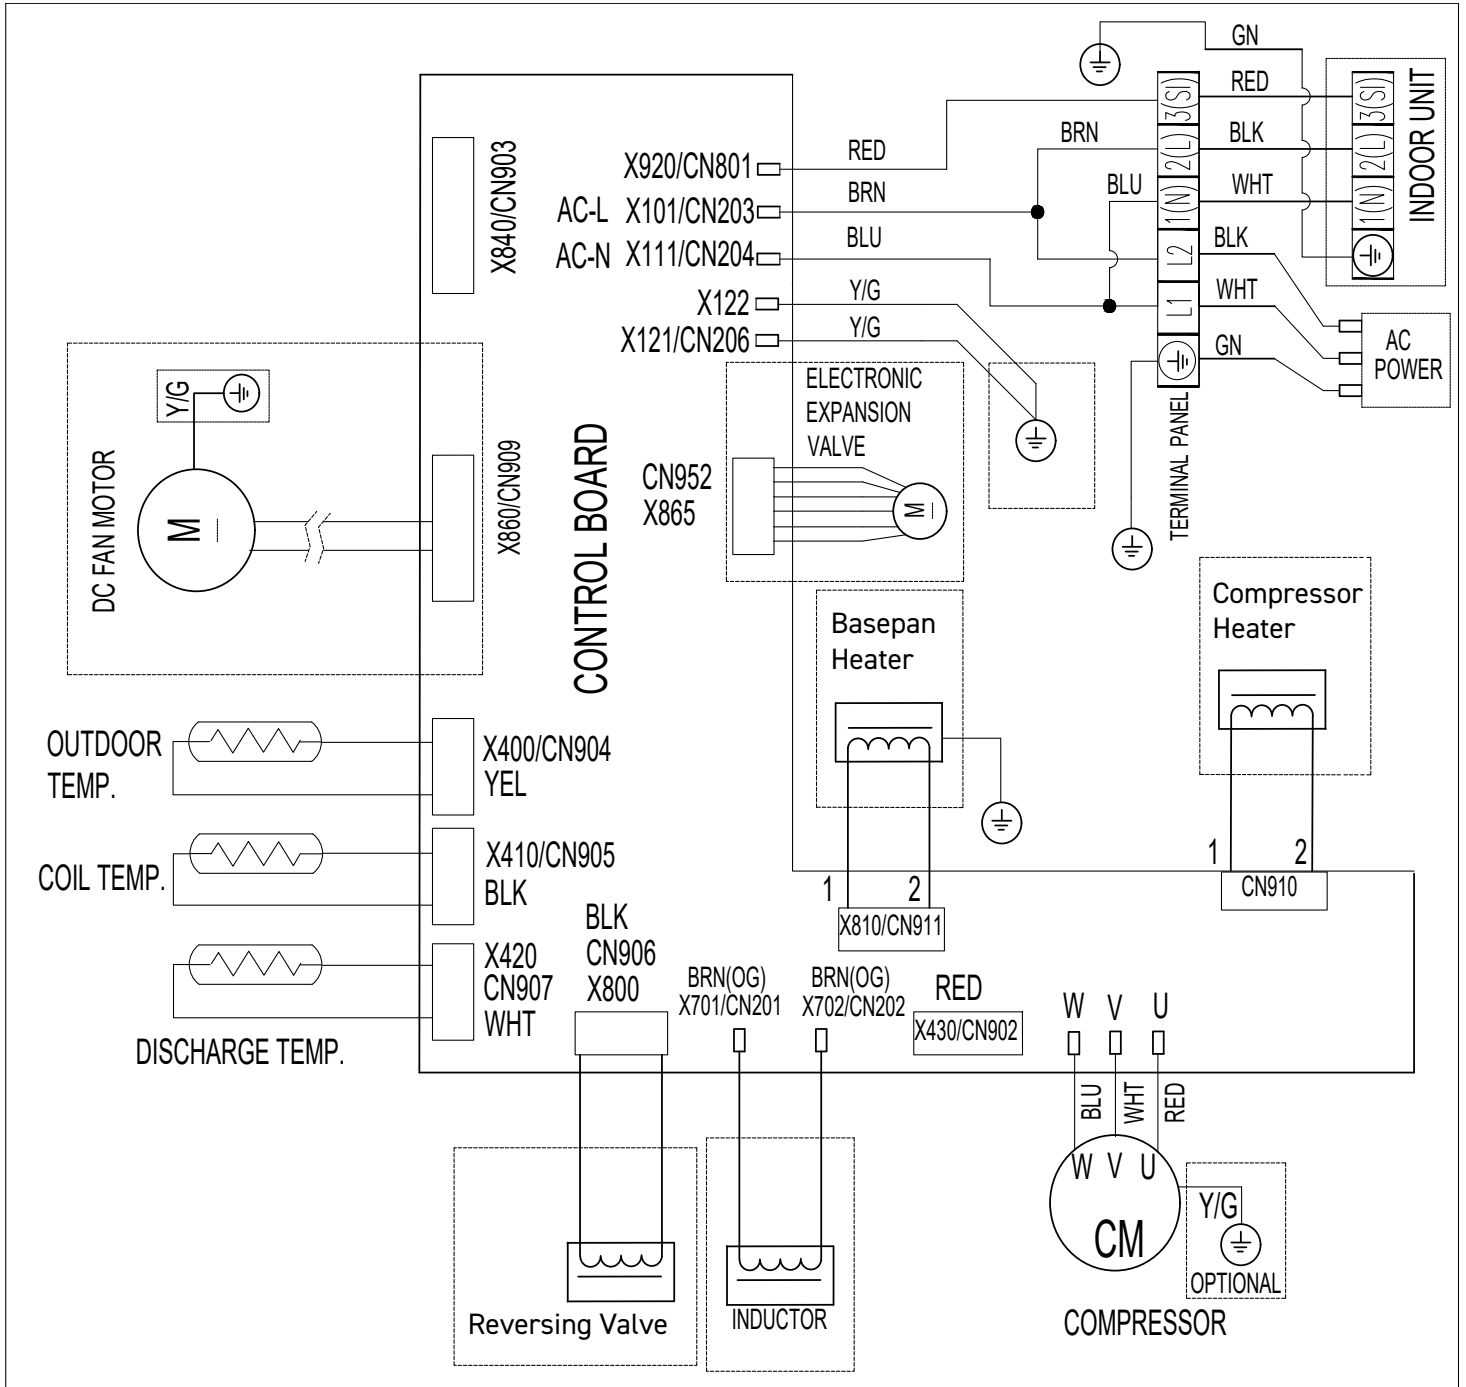 GN
RED
BLK
WHT
BLK
WHT
GN
3(SI)
2(L)
1(N)
L2
L1
TERMINAL PANEL
3(SI)
2(L)
1(N)
INDOOR UNIT
AC
POWER
BRN
BLU
X840/CN903
X920/CN801
RED
AC-L X101/CN203
BRN
AC-N X111/CN204
BLU
X122
Y/G
X121/CN206
Y/G
ELECTRONIC
EXPANSION
VALVE
CN952
X865
M
Y/G
DC FAN MOTOR
M
X860/CN909
CONTROL BOARD
Basepan
Heater
Compressor
Heater
OUTDOOR
TEMP.
X400/CN904
YEL
COIL TEMP.
X410/CN905
BLK
DISCHARGE TEMP.
X420
CN907
WHT
1
2
X810/CN911
1
2
CN910
BLK
CN906
X800
BRN(OG)
X701/CN201
BRN(OG)
X702/CN202
RED
X430/CN902
W V U
BLU
WHT
RED
W V U
CM
Y/G
OPTIONAL
COMPRESSOR
Reversing Valve
INDUCTOR